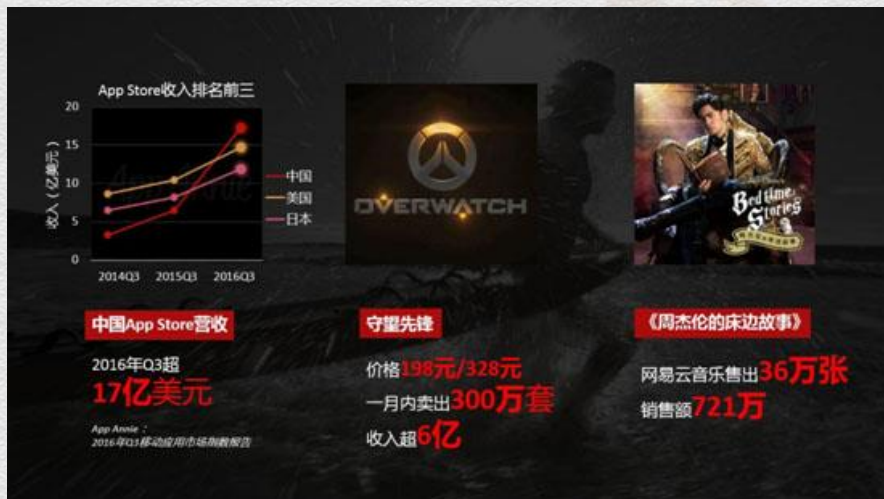 App Store收入排名前三
20
15
10
5
0
收入（亿美元）
2014Q3 2015Q3 2016Q3
中国
美国
日本
OVERWATCH
Bedtime
Stories
中国App Store营收
2016年Q3超
17亿美元
App Annie：
2016年Q3移动应用市场指数报告
守望先锋
价格198元/328元
一月内卖出300万套
收入超6亿
《周杰伦的床边故事》
网易云音乐售出36万张
销售额721万